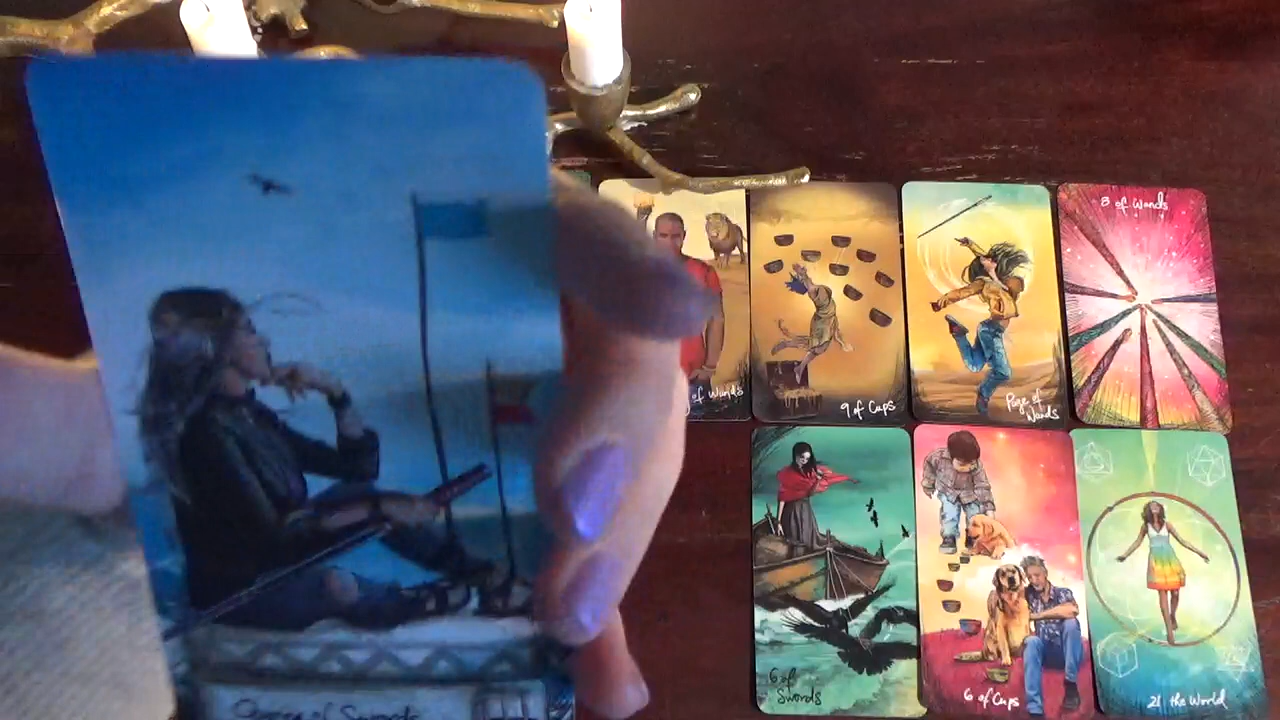 8 of Wands
of Wands
9 of Cups
Page of
Wands
6 of
Swords
6 of Cups
21 the World
Queen of Swords